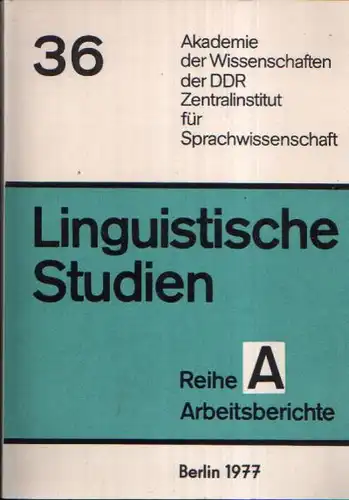 36
Akademie
der Wissenschaften
der DDR
Zentralinstitut
für
Sprachwissenschaft
Linguistische
Studien
Reihe A
Arbeitsberichte
Berlin 1977